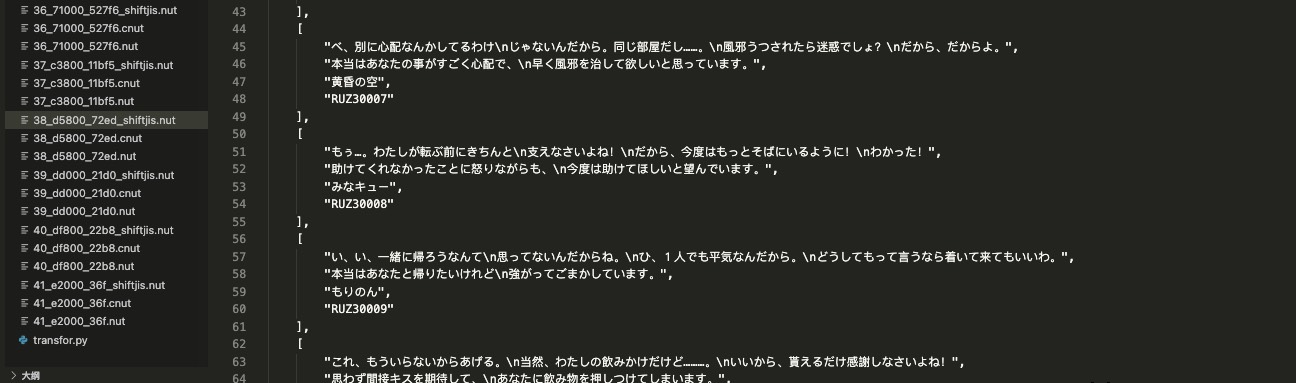 36_71000_527f6_shiftjis.nut
36_71000_527f6.cnut
36_71000_527f6.nut
37_c3800_11bf5_shiftjis.nut
37_c3800_11bf5.cnut
37_c3800_11bf5.nut
38_d5800_72ed_shiftjis.nut
38_d5800_72ed.cnut
38_d5800_72ed.nut
39_dd000_21d0_shiftjis.nut
39_dd000_21d0.cnut
39_dd000_21d0.nut
40_df800_22b8_shiftjis.nut
40_df800_22b8.cnut
40_df800_22b8.nut
41_e2000_36f_shiftjis.nut
41_e2000_36f.cnut
41_e2000_36f.nut
transfor.py
大綱
43 ],
44 [
45 "べ、別に心配なんかしてるわけ\nじゃないんだから。同じ部屋だし……。\n風邪うつされたら迷惑でしょ？\nだから、だからよ。",
46 "本当はあなたの事がすごく心配で、\n早く風邪を治して欲しいと思っています。",
47 "黄昏の空",
48 "RUZ30007"
49 ],
50 [
51 "もぅ…。わたしが転ぶ前にきちんと\n支えなさいよね！\nだから、今度はもっとそばにいるように！\nわかった！",
52 "助けてくれなかったことに怒りながらも、\n今度は助けてほしいと望んでいます。",
53 "みなキュー",
54 "RUZ30008"
55 ],
56 [
57 "い、い、一緒に帰ろうなんて\n思ってないんだからね。\nひ、１人でも平気なんだから。\nどうしてもって言うなら着いて来てもいいわ。",
58 "本当はあなたと帰りたいけれど\n強がってごまかしています。",
59 "もりのん",
60 "RUZ30009"
61 ],
62 [
63 "これ、もういらないからあげる。\n当然、わたしの飲みかけだけど………。\nいいから、貰えるだけ感謝しなさいよね！",
64 "思わず間接キスを期待して、\nあなたに飲み物を押しつけてしまいます。",